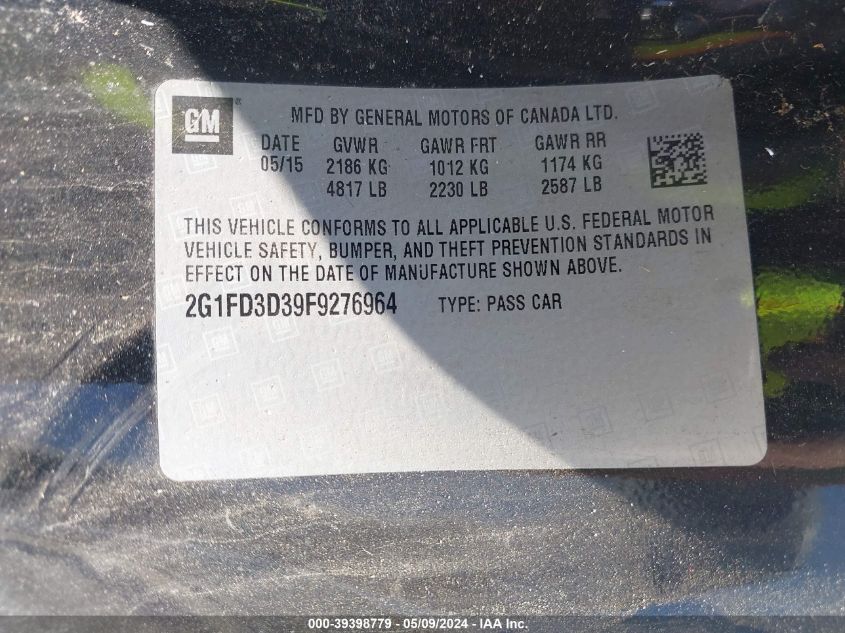 GM ®
MFD BY GENERAL MOTORS OF CANADA LTD.
DATE GVWR GAWR FRT GAWR RR
05/15 2186 KG 1012 KG 1174 KG
4817 LB 2230 LB 2587 LB
THIS VEHICLE CONFORMS TO ALL APPLICABLE U.S. FEDERAL MOTOR
VEHICLE SAFETY, BUMPER, AND THEFT PREVENTION STANDARDS IN
EFFECT ON THE DATE OF MANUFACTURE SHOWN ABOVE.
2G1FD3D39F9276964 TYPE: PASS CAR
000-39398779 - 05/09/2024 - IAA Inc.